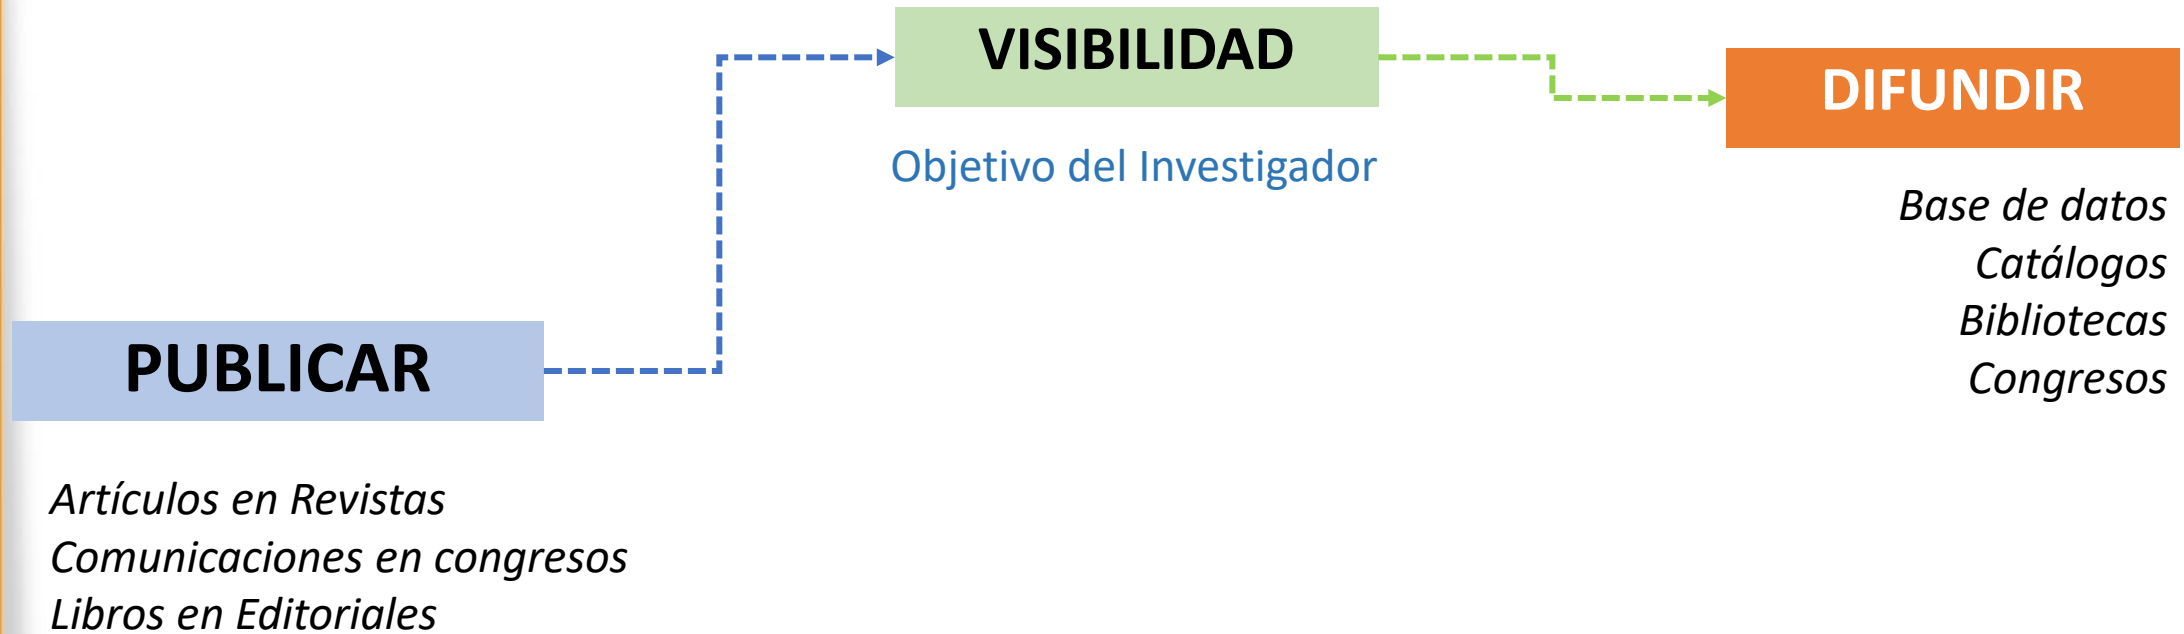 VISIBILIDAD
Objetivo del Investigador
DIFUNDIR
Base de datos
Catálogos
Bibliotecas
Congresos
PUBLICAR
Artículos en Revistas
Comunicaciones en congresos
Libros en Editoriales